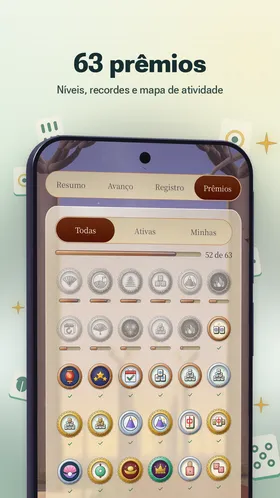 63 prêmios
Níveis, recordes e mapa de atividade
Resumo
Avanço
Registro
Prêmios
Todas
Ativas
Minhas
52 de 63